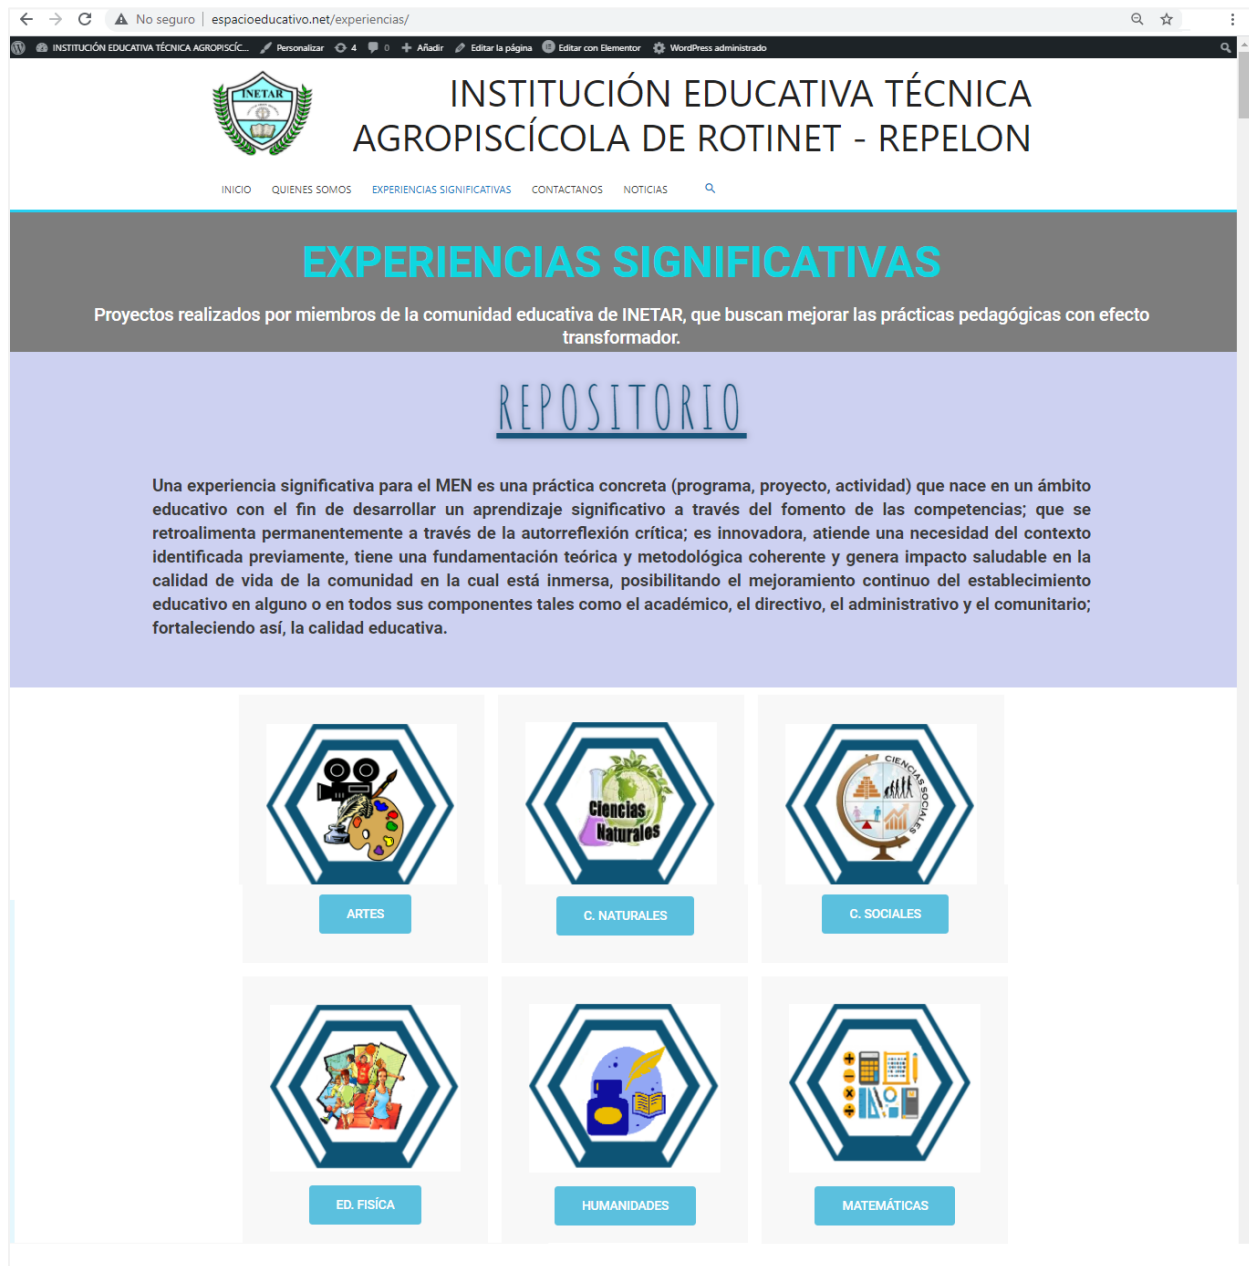 No seguro | espacioeducativo.net/experiencias/
INSTITUCIÓN EDUCATIVA TÉCNICA AGROPISCÍC... Personalizar 4 0 Añadir Editar la página Editar con Elementor WordPress administrado
INETAR
INSTITUCIÓN EDUCATIVA TÉCNICA
AGROPISCÍCOLA DE ROTINET - REPELON
INICIO QUIENES SOMOS EXPERIENCIAS SIGNIFICATIVAS CONTACTANOS NOTICIAS
EXPERIENCIAS SIGNIFICATIVAS
Proyectos realizados por miembros de la comunidad educativa de INETAR, que buscan mejorar las prácticas pedagógicas con efecto
transformador.
REPOSITORIO
Una experiencia significativa para el MEN es una práctica concreta (programa, proyecto, actividad) que nace en un ámbito
educativo con el fin de desarrollar un aprendizaje significativo a través del fomento de las competencias; que se
retroalimenta permanentemente a través de la autorreflexión crítica; es innovadora, atiende una necesidad del contexto
identificada previamente, tiene una fundamentación teórica y metodológica coherente y genera impacto saludable en la
calidad de vida de la comunidad en la cual está inmersa, posibilitando el mejoramiento continuo del establecimiento
educativo en alguno o en todos sus componentes tales como el académico, el directivo, el administrativo y el comunitario;
fortaleciendo así, la calidad educativa.
Ciencias
Naturales
CIENCIAS SOCIALES
ARTES
C. NATURALES
C. SOCIALES
ED. FISÍCA
HUMANIDADES
MATEMÁTICAS